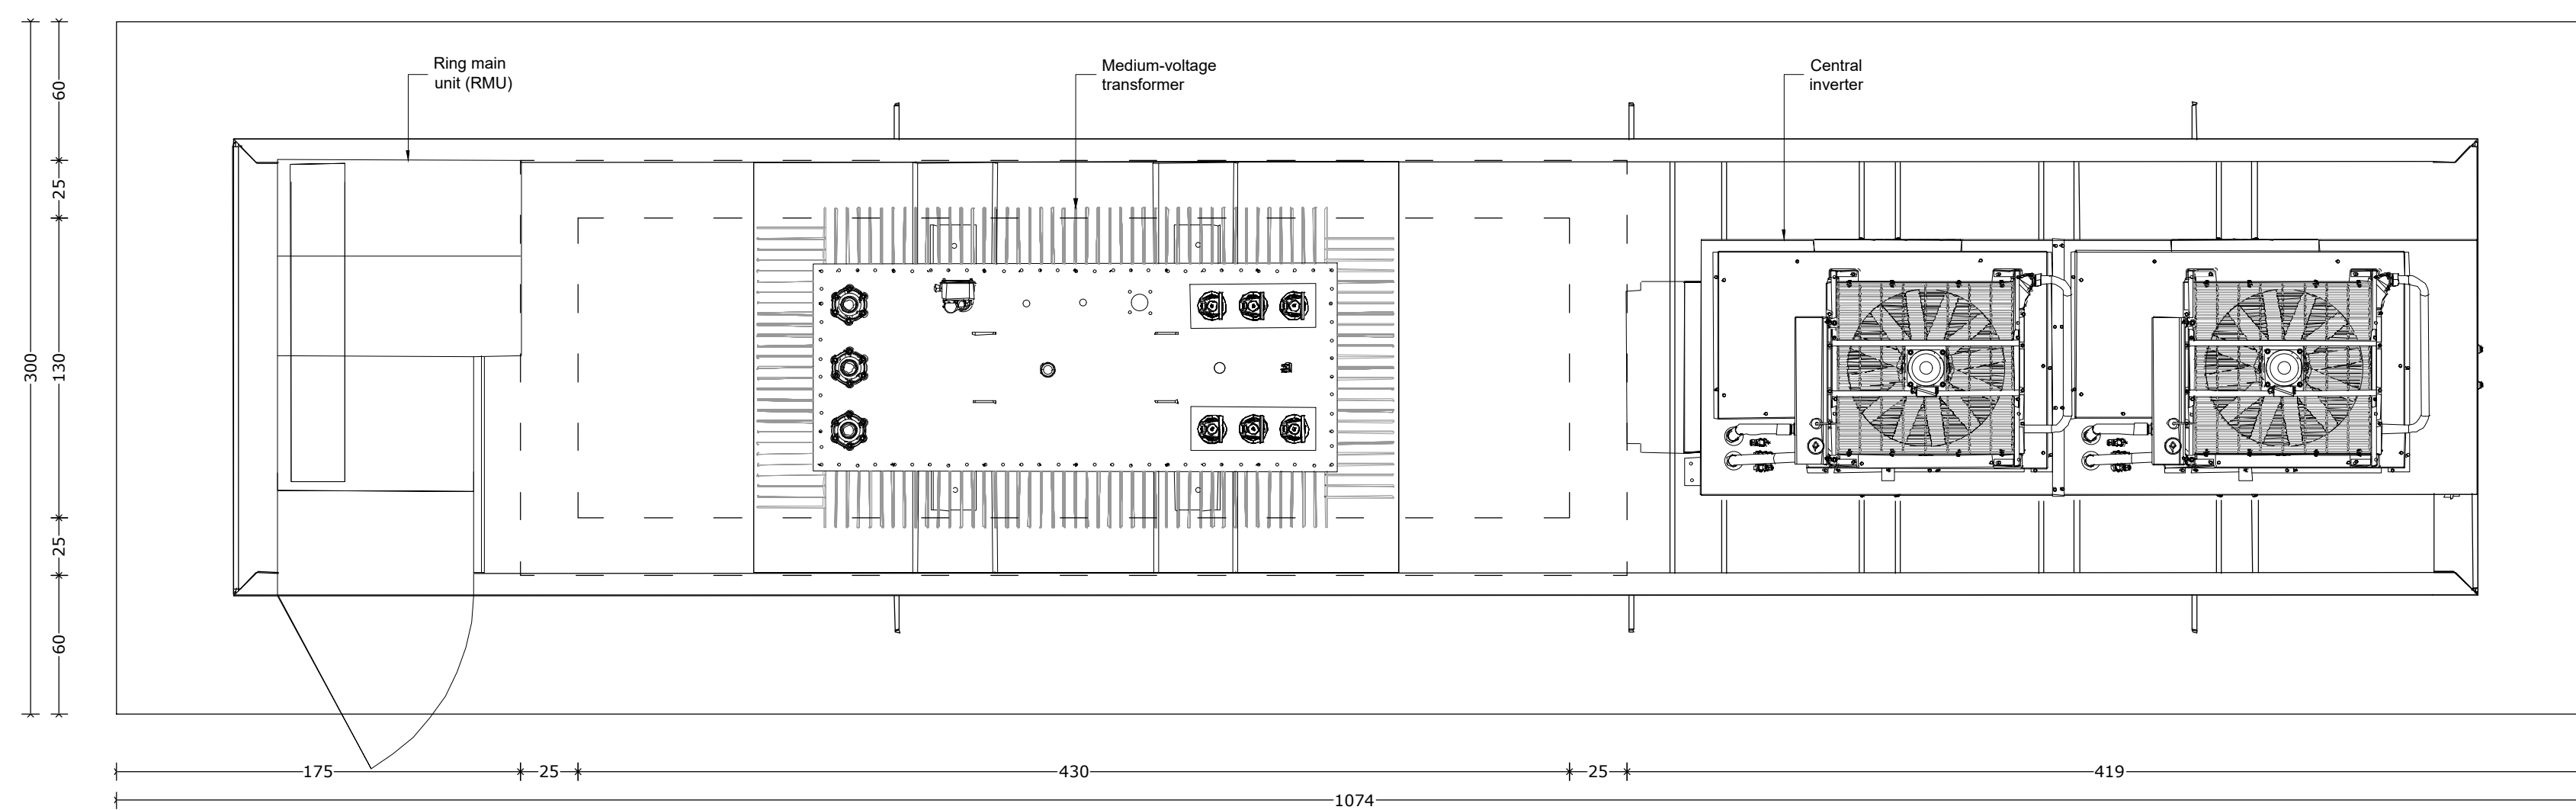 Ring main
unit (RMU)
Medium-voltage
transformer
Central
inverter
60
25
300
130
25
60
175
25
430
25
419
1074